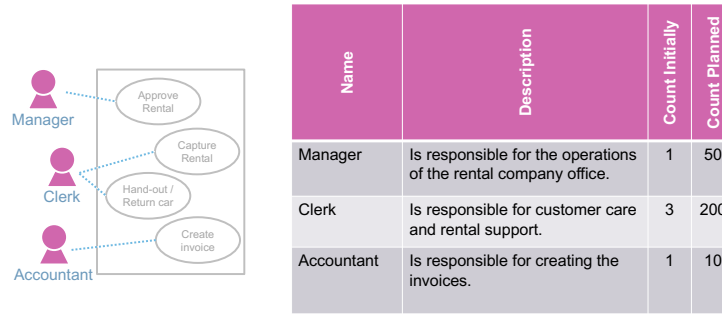 Manager
Approve
Rental
Clerk
Capture
Rental
Hand-out /
Return car
Accountant
Create
invoice
Name
Description
Count Initially
Count Planned
Manager
Is responsible for the operations
of the rental company office.
1
50
Clerk
Is responsible for customer care
and rental support.
3
200
Accountant
Is responsible for creating the
invoices.
1
10